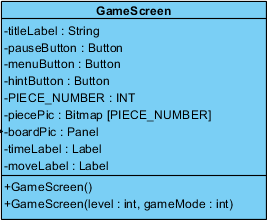 GameScreen
-titleLabel : String
-pauseButton : Button
-menuButton : Button
-hintButton : Button
-PIECE_NUMBER : INT
-piecePic : Bitmap [PIECE_NUMBER]
-boardPic : Panel
-timeLabel : Label
-moveLabel : Label
+GameScreen()
+GameScreen(level : int, gameMode : int)